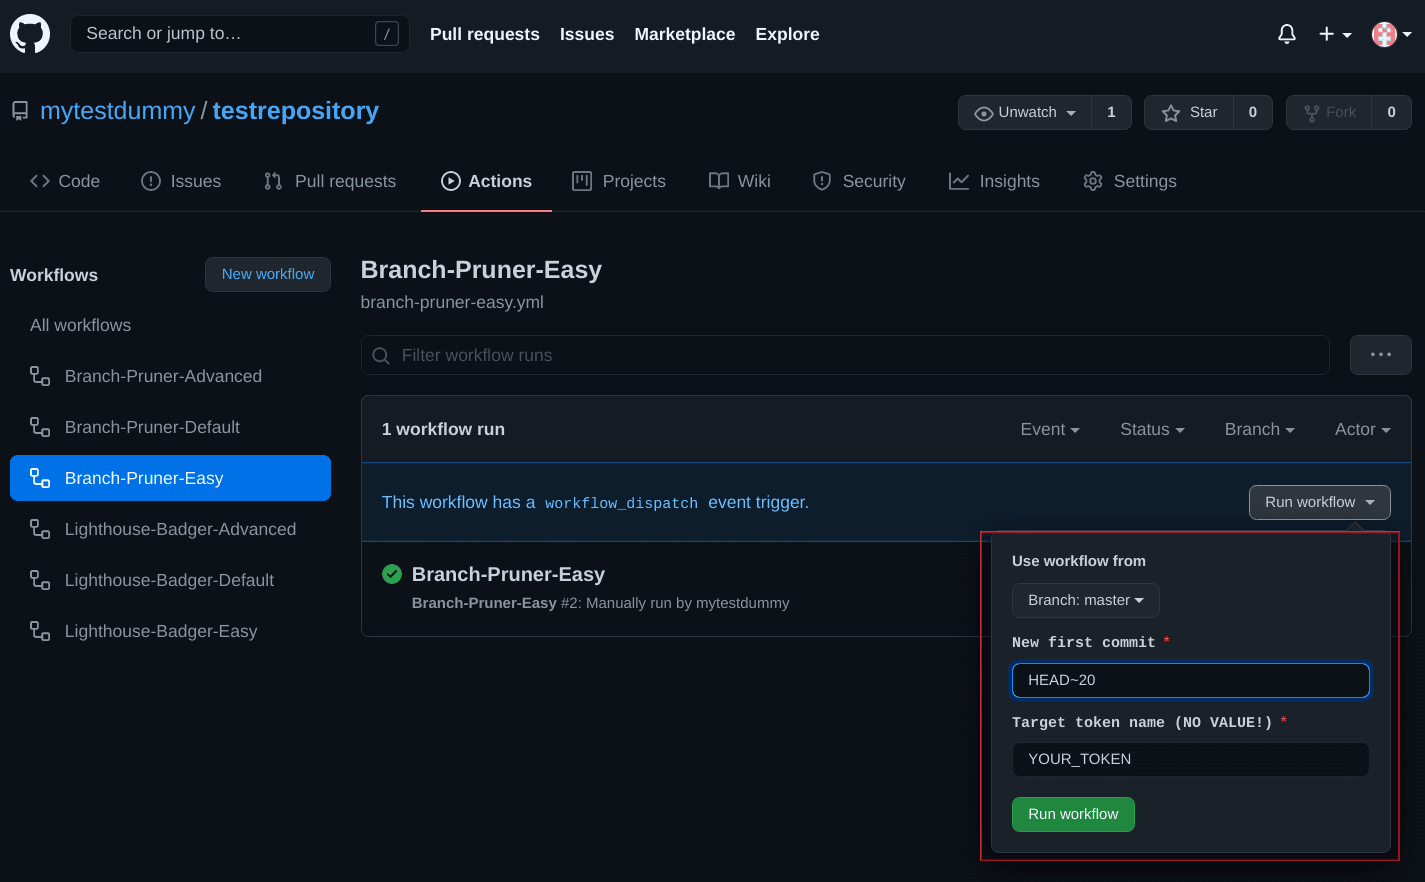 Search or jump to… /
Pull requests Issues Marketplace Explore
mytestdummy / testrepository
Unwatch 1 Star 0 Fork 0
Code Issues Pull requests Actions Projects Wiki Security Insights Settings
Workflows
New workflow
All workflows
Branch-Pruner-Advanced
Branch-Pruner-Default
Branch-Pruner-Easy
Lighthouse-Badger-Advanced
Lighthouse-Badger-Default
Lighthouse-Badger-Easy
Branch-Pruner-Easy
branch-pruner-easy.yml
Filter workflow runs
1 workflow run
Event Status Branch Actor
This workflow has a workflow_dispatch event trigger.
Run workflow
Branch-Pruner-Easy
Branch-Pruner-Easy #2: Manually run by mytestdummy
Use workflow from
Branch: master
New first commit *
HEAD~20
Target token name (NO VALUE!) *
YOUR_TOKEN
Run workflow